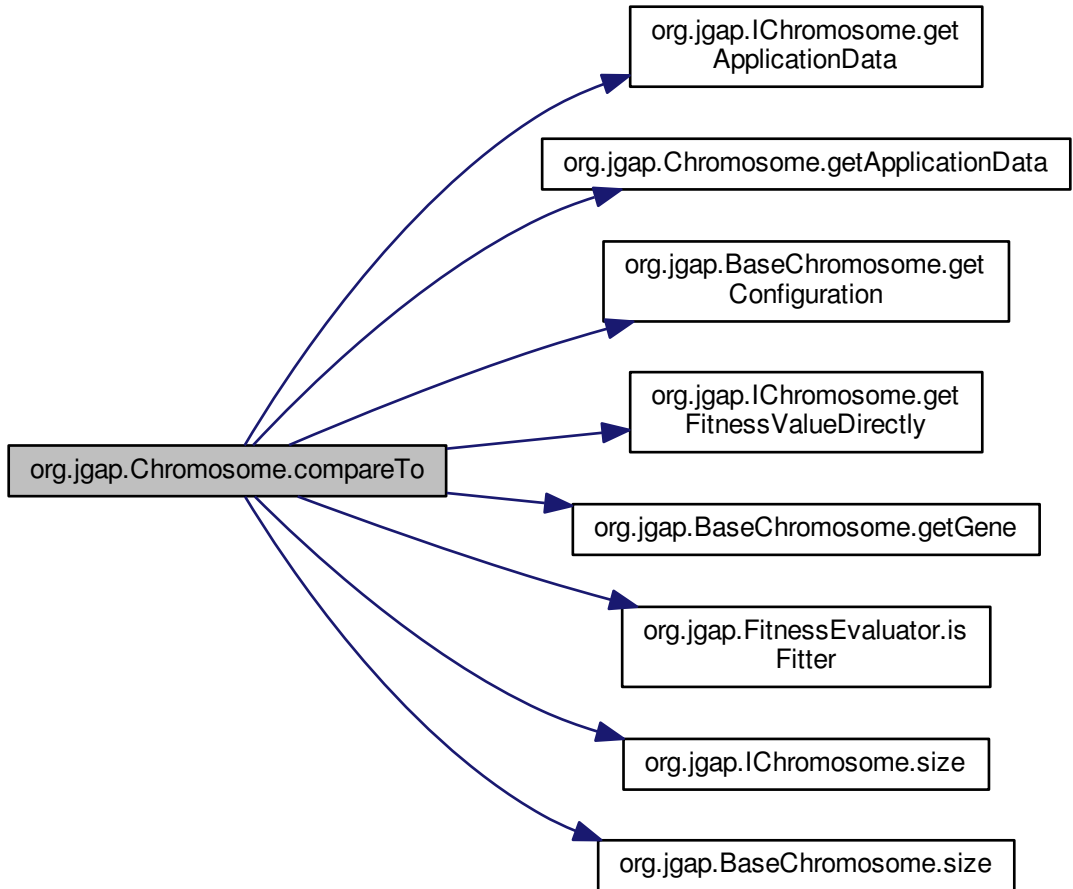 org.jgap.IChromosome.get
ApplicationData
org.jgap.Chromosome.getApplicationData
org.jgap.BaseChromosome.get
Configuration
org.jgap.IChromosome.get
FitnessValueDirectly
org.jgap.Chromosome.compareTo
org.jgap.BaseChromosome.getGene
org.jgap.FitnessEvaluator.is
Fitter
org.jgap.IChromosome.size
org.jgap.BaseChromosome.size